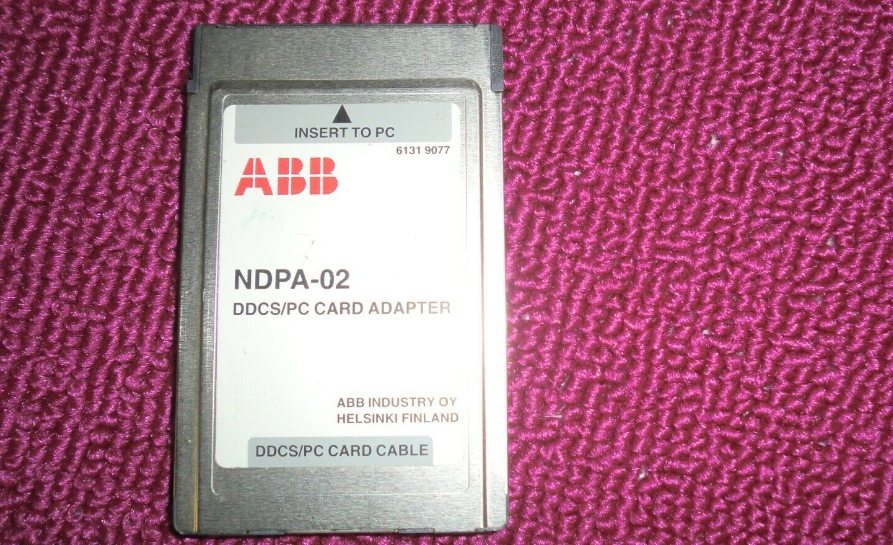 INSERT TO PC
6131 9077
ABB
NDPA-02
DDCS/PC CARD ADAPTER
ABB INDUSTRY OY
HELSINKI FINLAND
DDCS/PC CARD CABLE